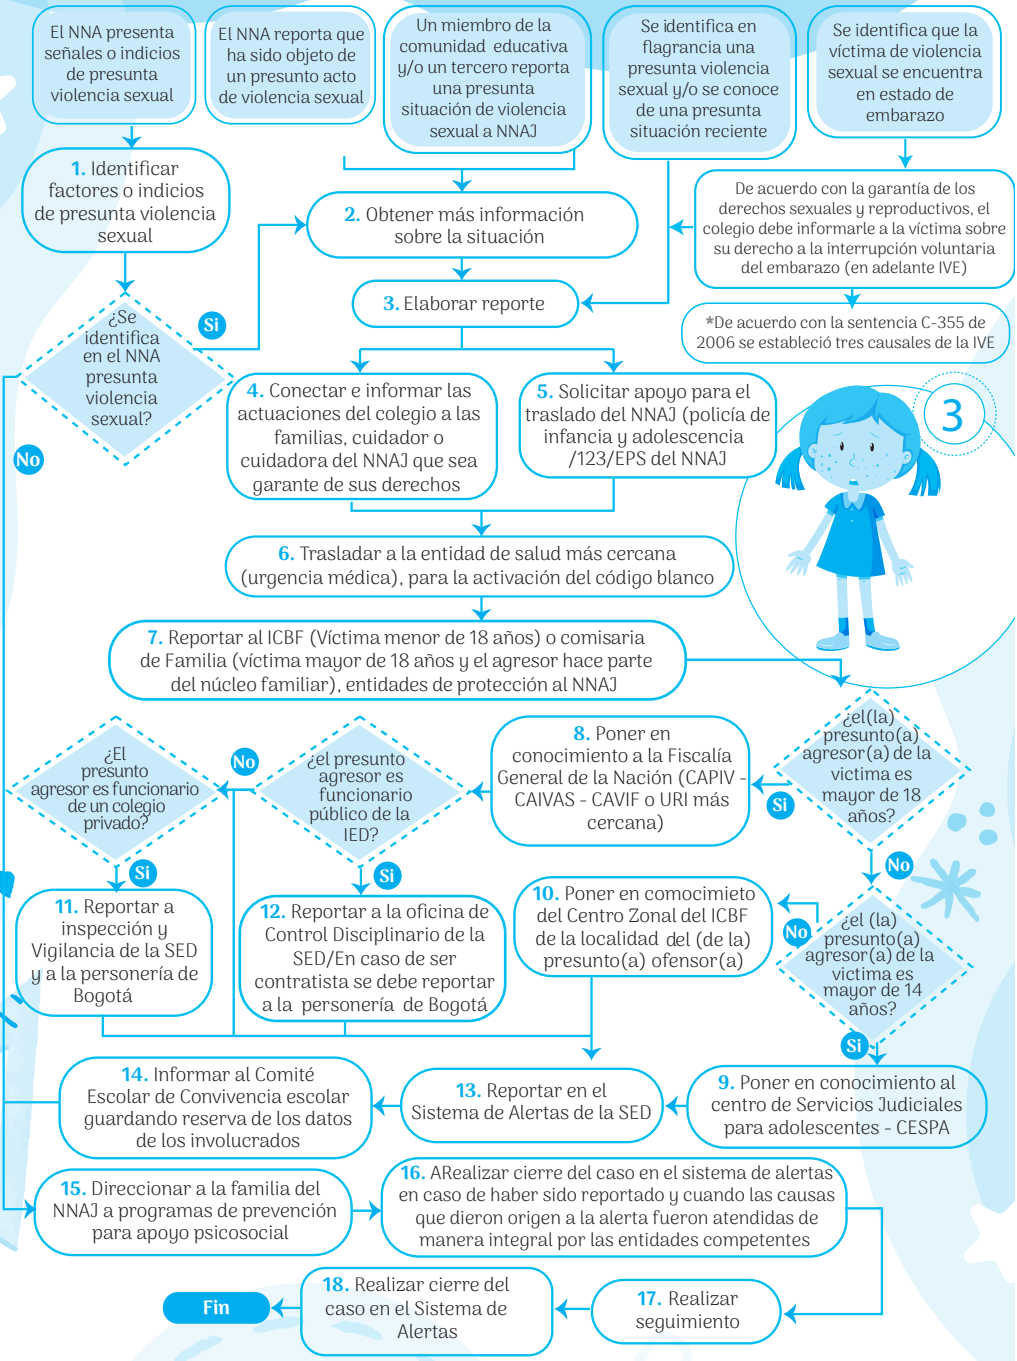 El NNA presenta
señales o indicios
de presunta
violencia sexual
El NNA reporta que
ha sido objeto de
un presunto acto
de violencia sexual
Un miembro de la
comunidad educativa
y/o un tercero reporta
una presunta
situación de violencia
sexual a NNAJ
Se identifica en
flagrancia una
presunta violencia
sexual y/o se conoce
de una presunta
situación reciente
Se identifica que la
víctima de violencia
sexual se encuentra
en estado de
embarazo
1. Identificar
factores o indicios
de presunta violencia
sexual
2. Obtener más información
sobre la situación
De acuerdo con la garantía de los
derechos sexuales y reproductivos, el
colegio debe informarle a la víctima sobre
su derecho a la interrupción voluntaria
del embarazo (en adelante IVE)
3. Elaborar reporte
*De acuerdo con la sentencia C-355 de
2006 se estableció tres causales de la IVE
¿Se
identifica
en el NNA
presunta
violencia
sexual?
Si
No
4. Conectar e informar las
actuaciones del colegio a las
familias, cuidador o
cuidadora del NNAJ que sea
garante de sus derechos
5. Solicitar apoyo para el
traslado del NNAJ (policía de
infancia y adolescencia
/123/EPS del NNAJ
3
6. Trasladar a la entidad de salud más cercana
(urgencia médica), para la activación del código blanco
7. Reportar al ICBF (Víctima menor de 18 años) o comisaria
de Familia (víctima mayor de 18 años y el agresor hace parte
del núcleo familiar), entidades de protección al NNAJ
¿El
presunto
agresor es funcionario
de un colegio
privado?
No
¿el presunto
agresor es
funcionario
público de la
IED?
8. Poner en
conocimiento a la Fiscalía
General de la Nación (CAPIV -
CAIVAS - CAVIF o URI más
cercana)
Si
¿el(la)
presunto(a)
agresor(a) de la
victima es
mayor de 18
años?
Si
Si
No
11. Reportar a
inspección y
Vigilancia de la SED
y a la personería de
Bogotá
12. Reportar a la oficina de
Control Disciplinario de la
SED/En caso de ser
contratista se debe reportar
a la personería de Bogotá
10. Poner en comocimieto
del Centro Zonal del ICBF
de la localidad del (de la)
presunto(a) ofensor(a)
No
¿el (la)
presunto(a)
agresor(a) de la
victima es
mayor de 14
años?
Si
14. Informar al Comité
Escolar de Convivencia escolar
guardando reserva de los datos
de los involucrados
13. Reportar en el
Sistema de Alertas de la SED
9. Poner en conocimiento al
centro de Servicios Judiciales
para adolescentes - CESPA
15. Direccionar a la familia del
NNAJ a programas de prevención
para apoyo psicosocial
16. ARealizar cierre del caso en el sistema de alertas
en caso de haber sido reportado y cuando las causas
que dieron origen a la alerta fueron atendidas de
manera integral por las entidades competentes
Fin
18. Realizar cierre del
caso en el Sistema de
Alertas
17. Realizar
seguimiento